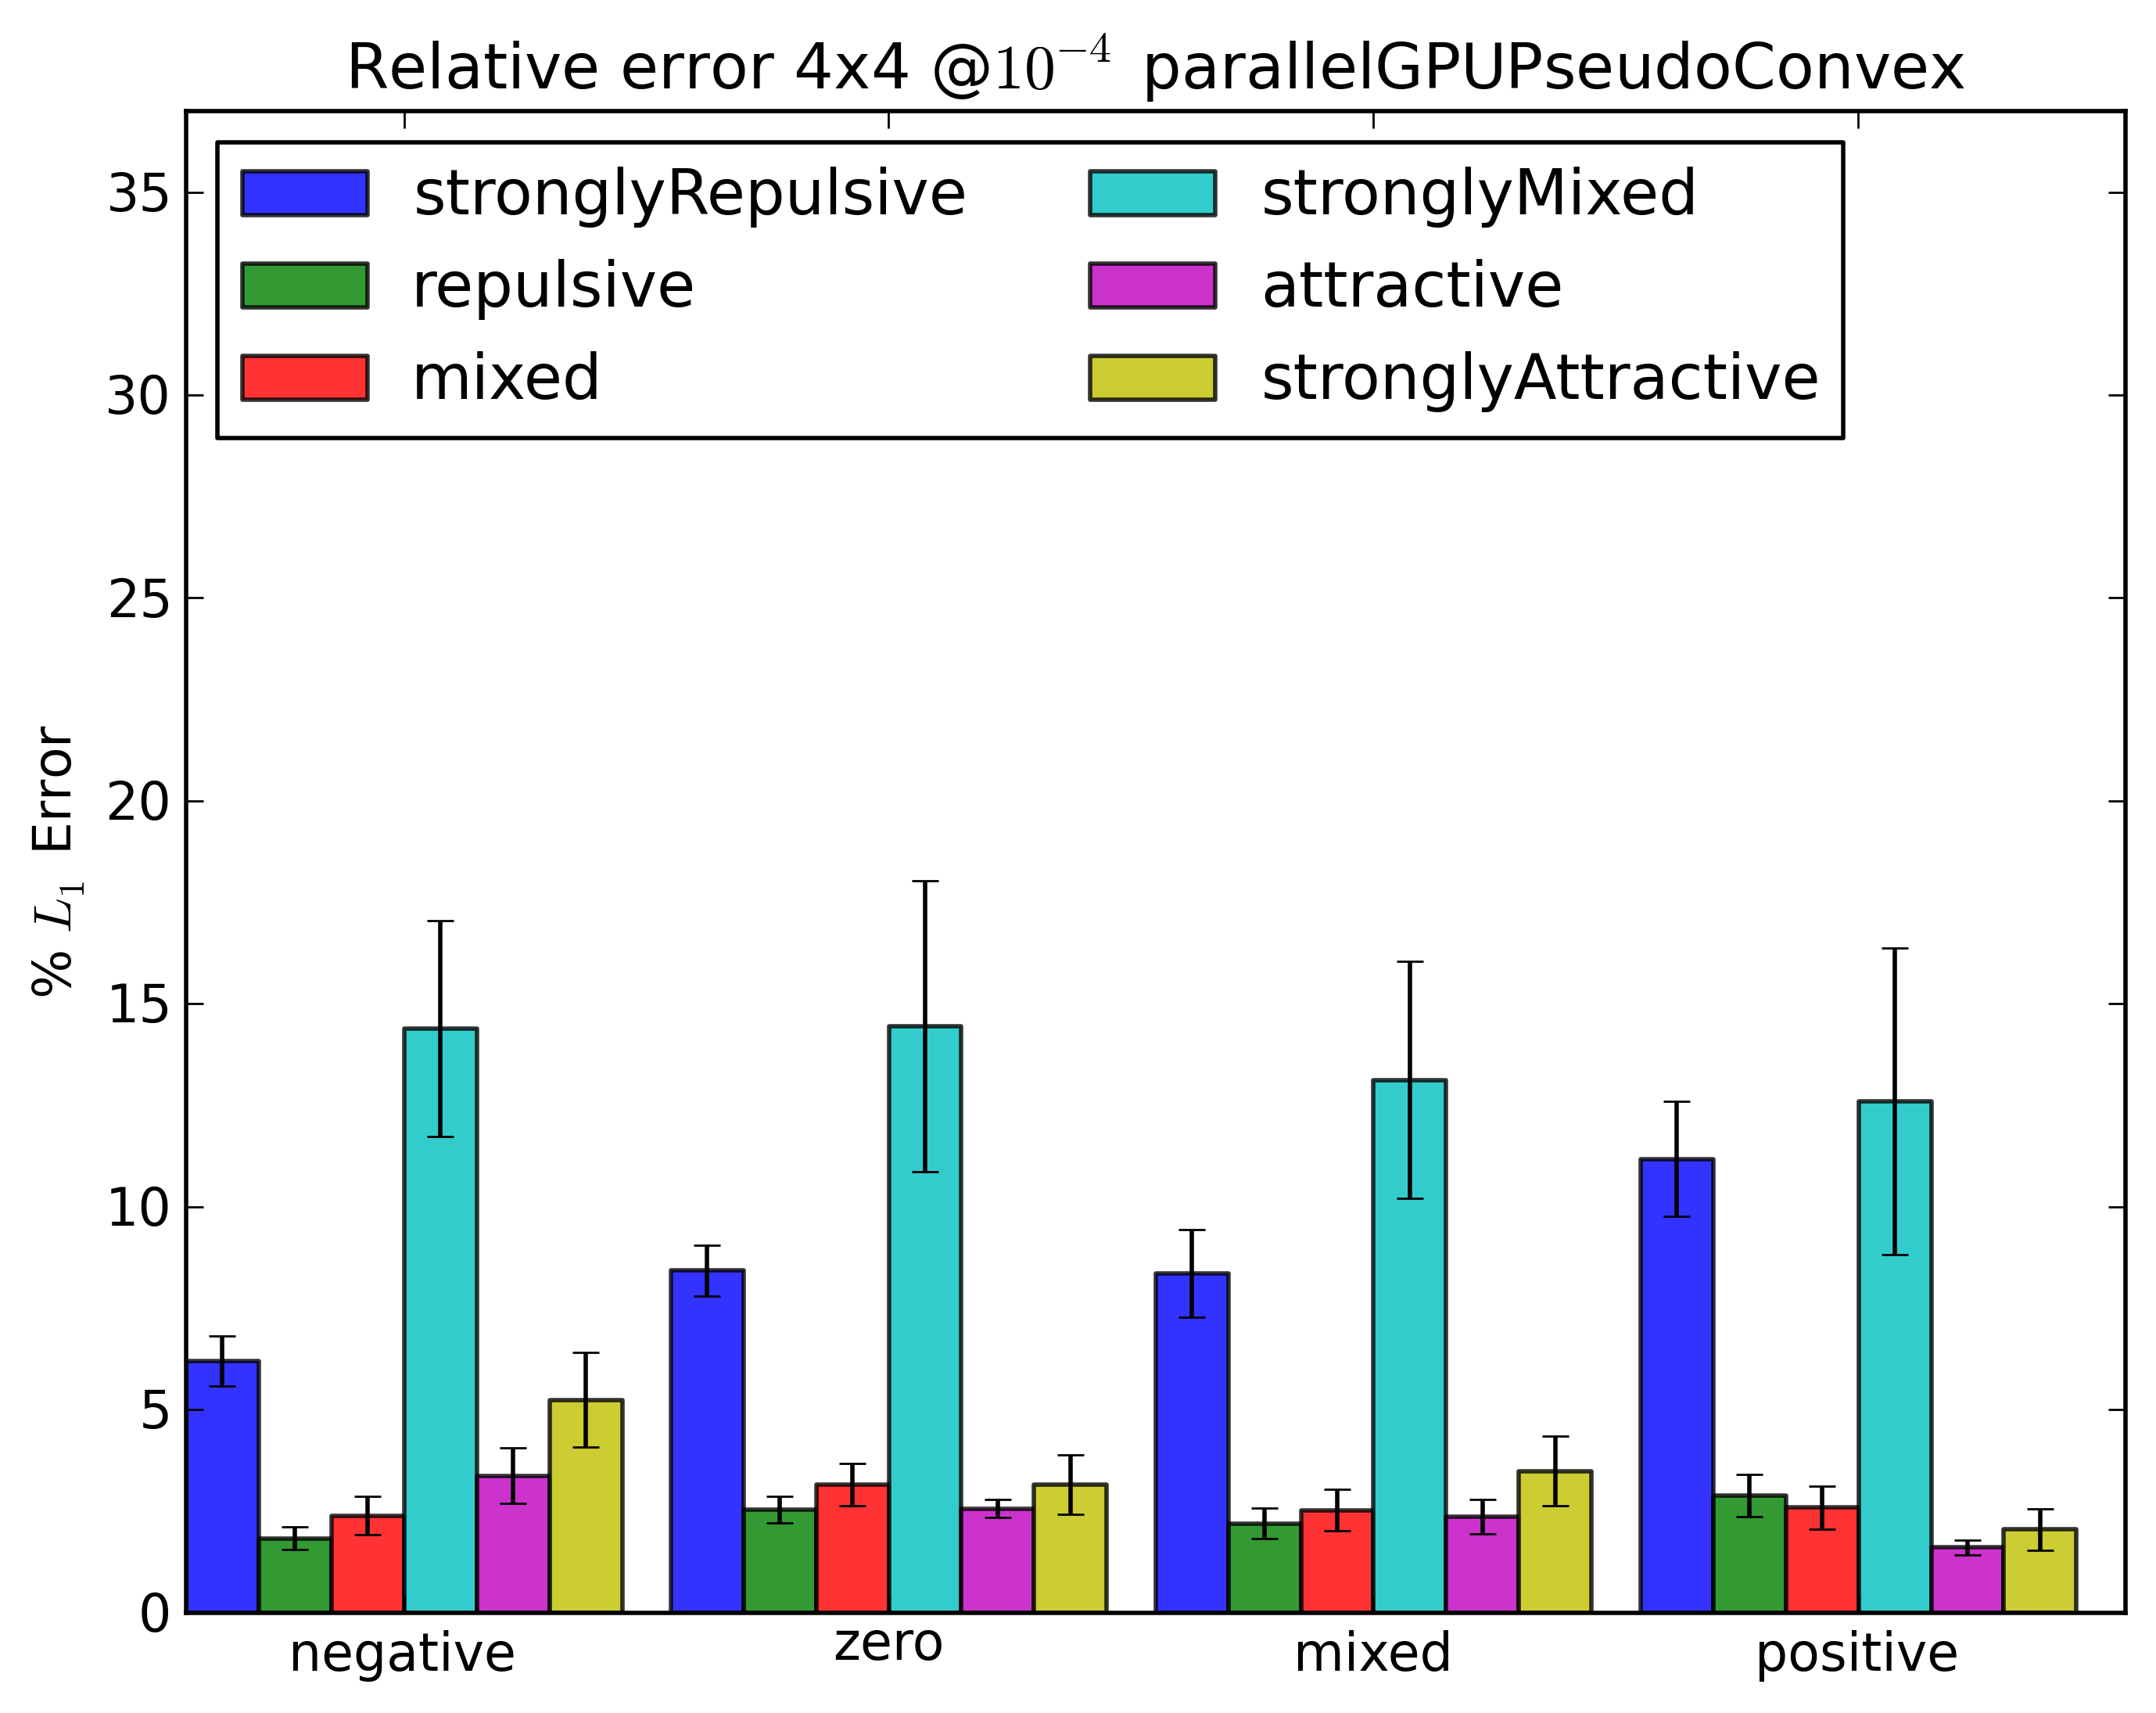 Relative error 4x4 @10⁻⁴ parallelGPUPseudoConvex
stronglyRepulsive
repulsive
mixed
stronglyMixed
attractive
stronglyAttractive
% L₁ Error
35
30
25
20
15
10
5
0
negative
zero
mixed
positive